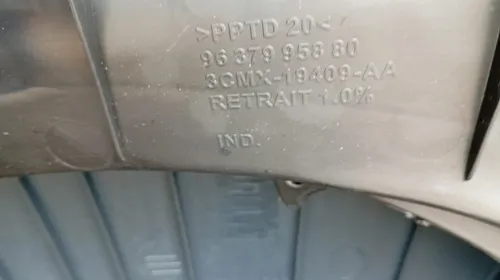 >PPTD 20<
96 379 958 80
3CMX-19409-AA
RETRAIT 1.0%
IND.